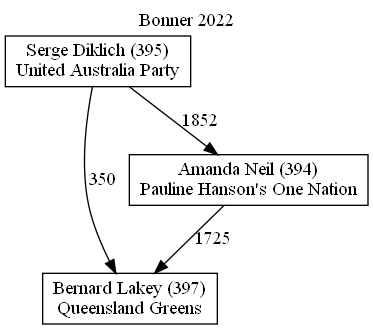 Bonner 2022
Serge Diklich (395)
United Australia Party
1852
Amanda Neil (394)
Pauline Hanson's One Nation
350
1725
Bernard Lakey (397)
Queensland Greens